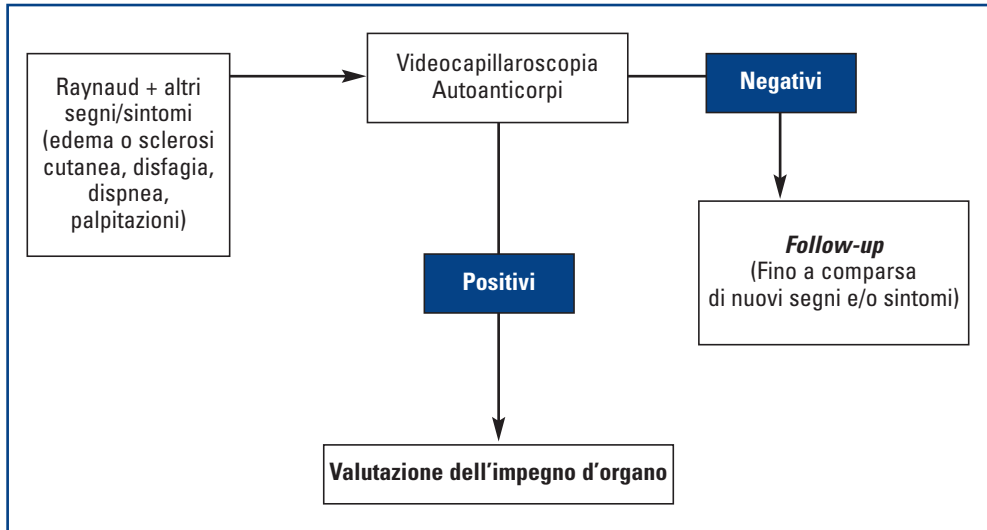 Raynaud + altri
segni/sintomi
(edema o sclerosi
cutanea, disfagia,
dispnea,
palpitazioni)
Videocapillaroscopia
Autoanticorpi
Negativi
Follow-up
(Fino a comparsa
di nuovi segni e/o sintomi)
Positivi
Valutazione dell’impegno d’organo